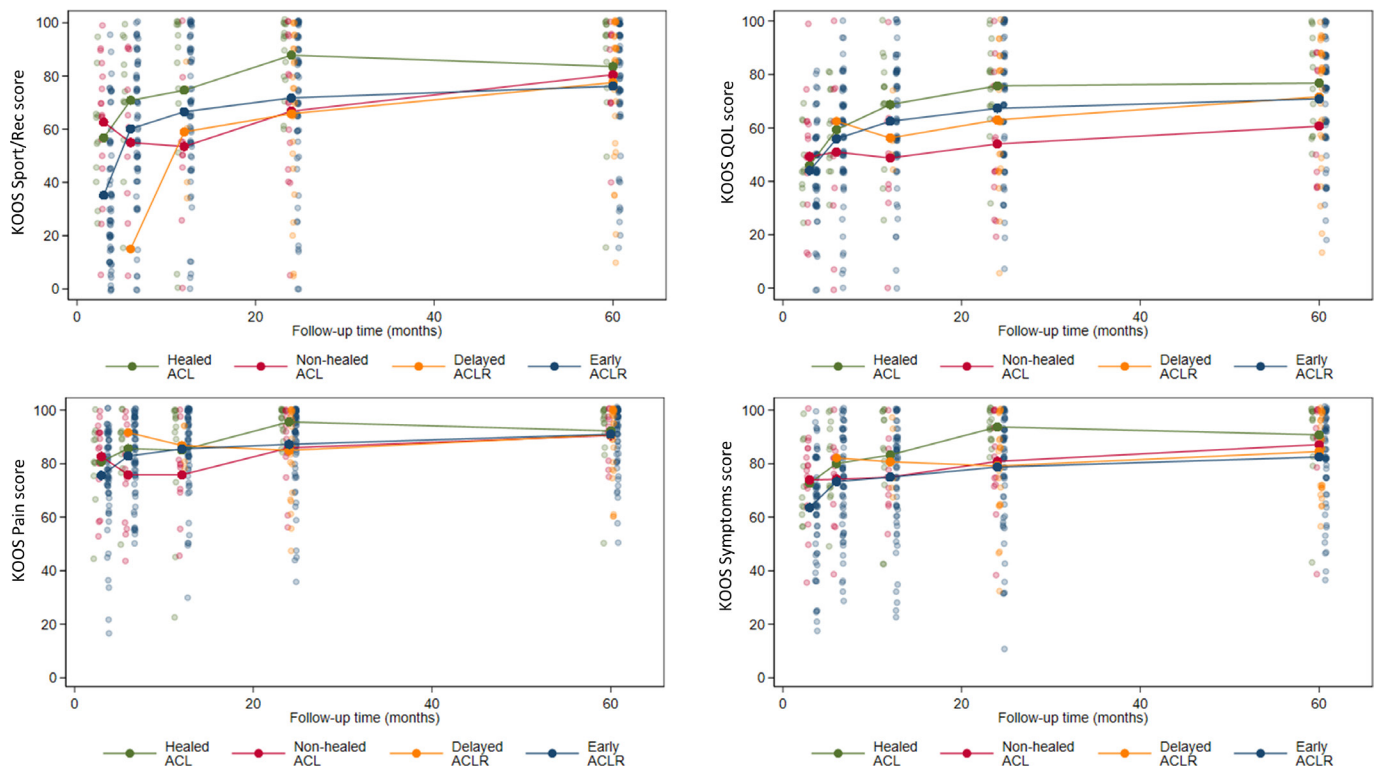 KOOS Sport/Rec score
100
80
60
40
20
0
0 20 40 60
Follow-up time (months)
Healed ACL
Non-healed ACL
Delayed ACLR
Early ACLR
KOOS QOL score
100
80
60
40
20
0
0 20 40 60
Follow-up time (months)
Healed ACL
Non-healed ACL
Delayed ACLR
Early ACLR
KOOS Pain score
100
80
60
40
20
0
0 20 40 60
Follow-up time (months)
Healed ACL
Non-healed ACL
Delayed ACLR
Early ACLR
KOOS Symptoms score
100
80
60
40
20
0
0 20 40 60
Follow-up time (months)
Healed ACL
Non-healed ACL
Delayed ACLR
Early ACLR